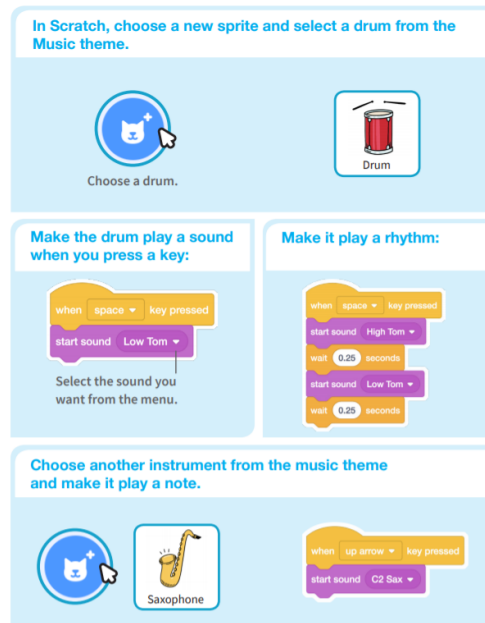 In Scratch, choose a new sprite and select a drum from the
Music theme.
Choose a drum.
Drum
Make the drum play a sound
when you press a key:
when space key pressed
start sound Low Tom
Select the sound you
want from the menu.
Make it play a rhythm:
when space key pressed
start sound High Tom
wait 0.25 seconds
start sound Low Tom
wait 0.25 seconds
Choose another instrument from the music theme
and make it play a note.
Saxophone
when up arrow key pressed
start sound C2 Sax